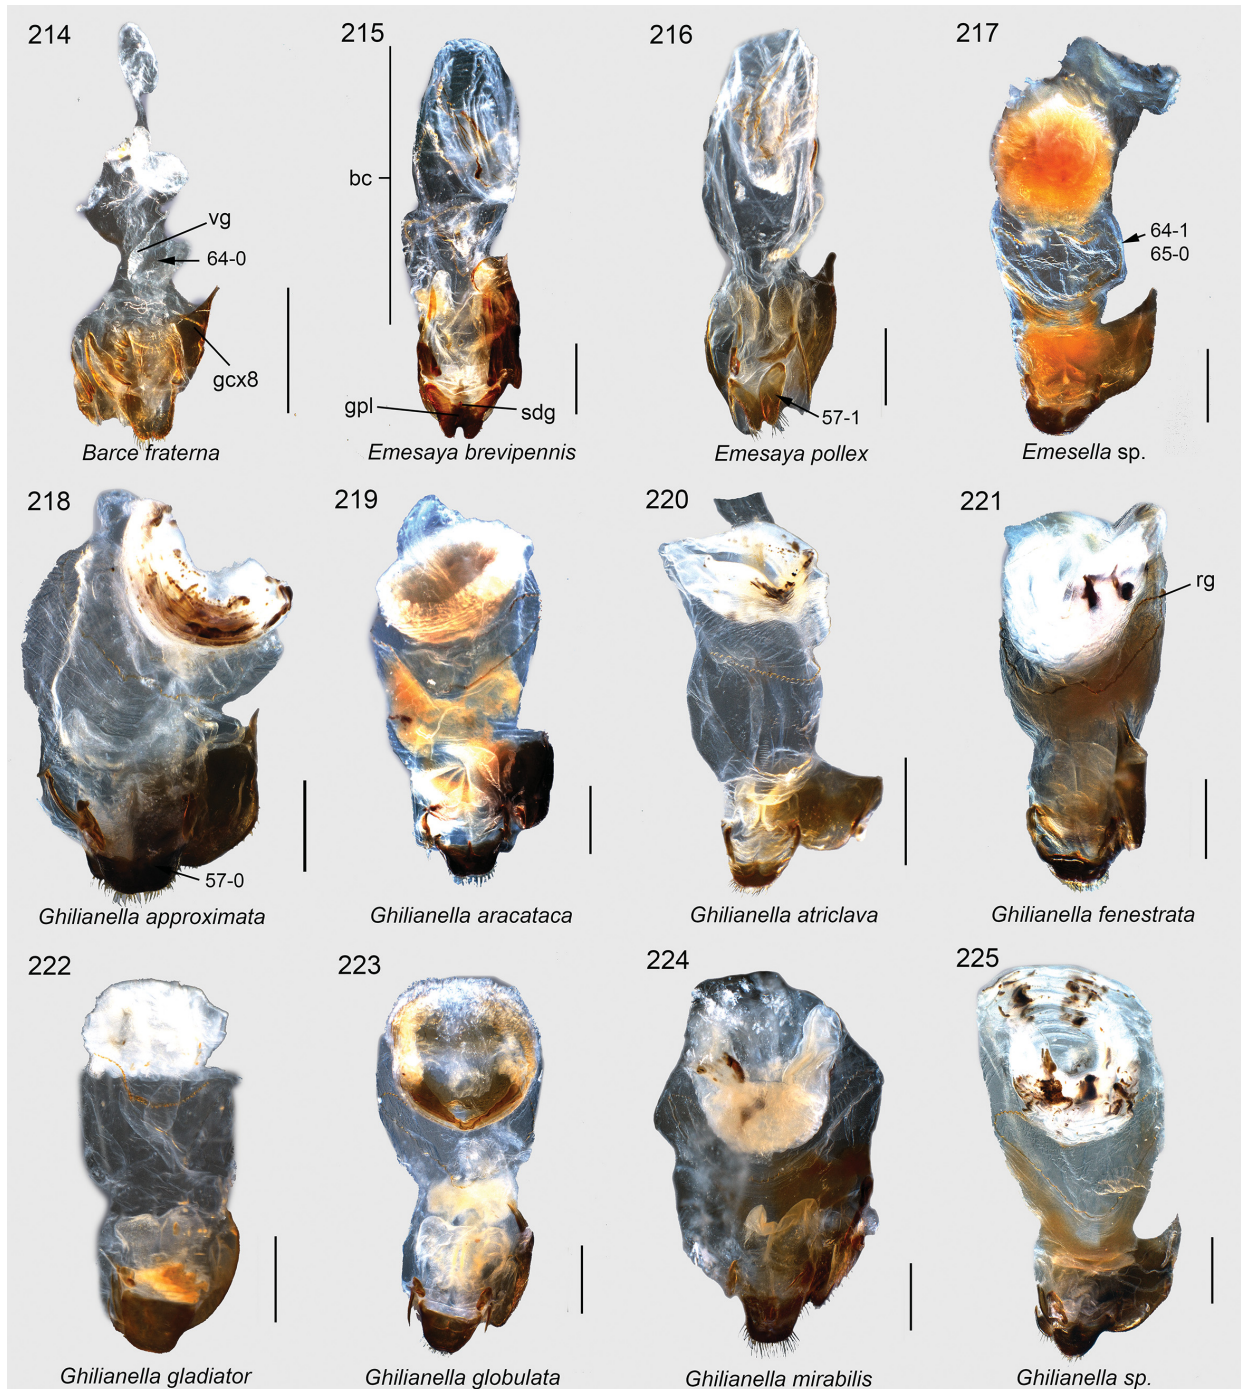 214
215
216
217
bc
vg
64-0
gcx8
gpl
sdg
57-1
64-1
65-0
Barce fraterna
Emesaya brevipennis
Emesaya pollex
Emesella sp.
218
219
220
221
rg
57-0
Ghilianella approximata
Ghilianella aracataca
Ghilianella atriclava
Ghilianella fenestrata
222
223
224
225
Ghilianella gladiator
Ghilianella globulata
Ghilianella mirabilis
Ghilianella sp.